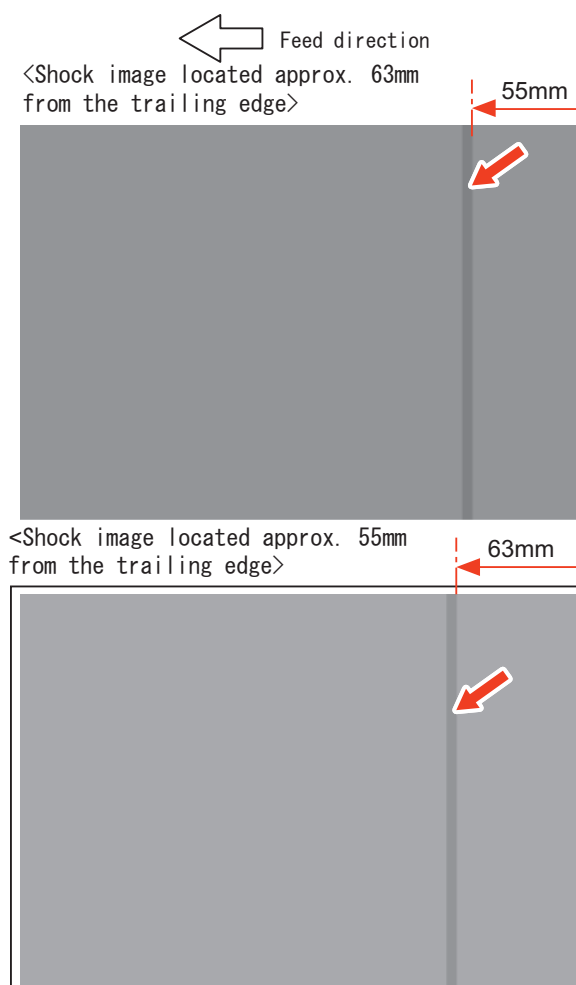 Feed direction
<Shock image located approx. 63mm
from the trailing edge>
55mm
<Shock image located approx. 55mm
from the trailing edge>
63mm